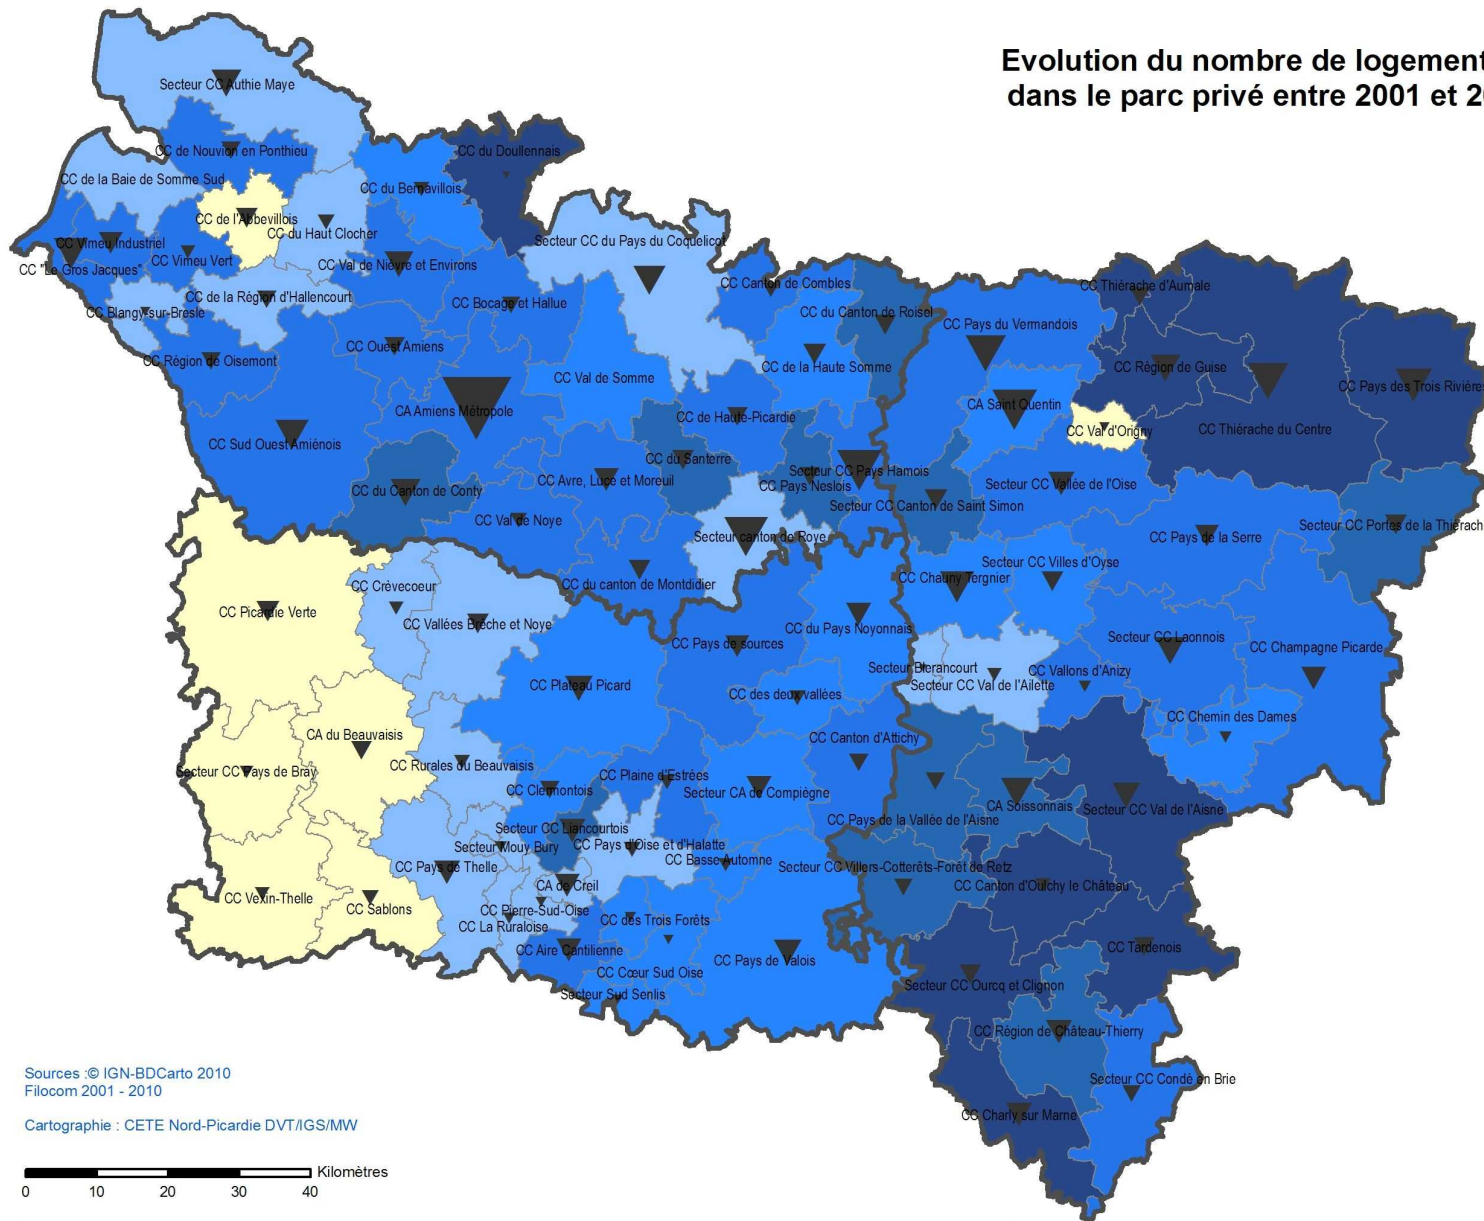 Evolution du nombre de logement
dans le parc privé entre 2001 et 2
Secteur CC Authie Maye
CC de Nouvion en Ponthieu
CC du Doullennais
CC de la Baie de Somme Sud
CC du Bernavillois
CC de l'Abbevillois
CC du Haut Clocher
Secteur CC du Pays du Coquelicot
CC Vimeu Industriel
CC Vimeu Vert
CC "Le Gros Jacques"
CC Val de Nièvre et Environs
CC Canton de Combles
CC Thiérache d'Aumale
CC de la Région d'Hallencourt
CC Bocage et Hallue
CC Blangy-sur-Bresle
CC du Canton de Roisel
CC Pays du Vermandois
CC Ouest Amiens
CC Région de Oisemont
CC de la Haute Somme
CC Région de Guise
CC Val de Somme
CC Pays des Trois Rivières
CA Amiens Métropole
CA Saint Quentin
CC de Haute-Picardie
CC Val d'Origny
CC Thiérache du Centre
CC Sud Ouest Amiénois
CC du Santerre
Secteur CC Pays Hamois
CC Avre, Luce et Moreuil
CC Pays Neslois
Secteur CC Vallée de l'Oise
CC du Canton de Conty
Secteur CC Canton de Saint Simon
CC Val de Noye
Secteur CC Portes de la Thiérach
Secteur canton de Roye
CC Pays de la Serre
Secteur CC Villes d'Oyse
CC du canton de Montdidier
CC Chauny Tergnier
CC Crèvecoeur
CC Picardie Verte
CC Vallées Brèche et Noye
CC du Pays Noyonnais
CC Pays de sources
Secteur CC Laonnois
CC Champagne Picarde
Secteur Blerancourt
CC Vallons d'Anizy
Secteur CC Val de l'Ailette
CC Plateau Picard
CC des deux vallées
CC Chemin des Dames
CA du Beauvaisis
CC Canton d'Attichy
CC Rurales du Beauvaisis
Secteur CC Pays de Bray
CC Plaine d'Estrées
CC Clermontois
Secteur CA de Compiègne
CA Soissonnais
Secteur CC Val de l'Aisne
CC Pays de la Vallée de l'Aisne
Secteur CC Liancourtois
Secteur Mouy Bury
CC Pays d'Oise et d'Halatte
CC Basse Automne
CC Pays de Thelle
Secteur CC Villers-Cotterêts-Forêt de Retz
CA de Creil
CC Canton d'Oulchy le Château
CC Vexin-Thelle
CC Sablons
CC Pierre-Sud-Oise
CC La Ruraloise
CC des Trois Forêts
CC Aire Cantilienne
CC Tardenois
CC Pays de Valois
CC Cœur Sud Oise
Secteur CC Ourcq et Clignon
Secteur Sud Senlis
CC Région de Château-Thierry
Secteur CC Condé en Brie
CC Charly sur Marne
Sources :© IGN-BDCarto 2010
Filocom 2001 - 2010
Cartographie : CETE Nord-Picardie DVT/IGS/MW
Kilomètres
0 10 20 30 40